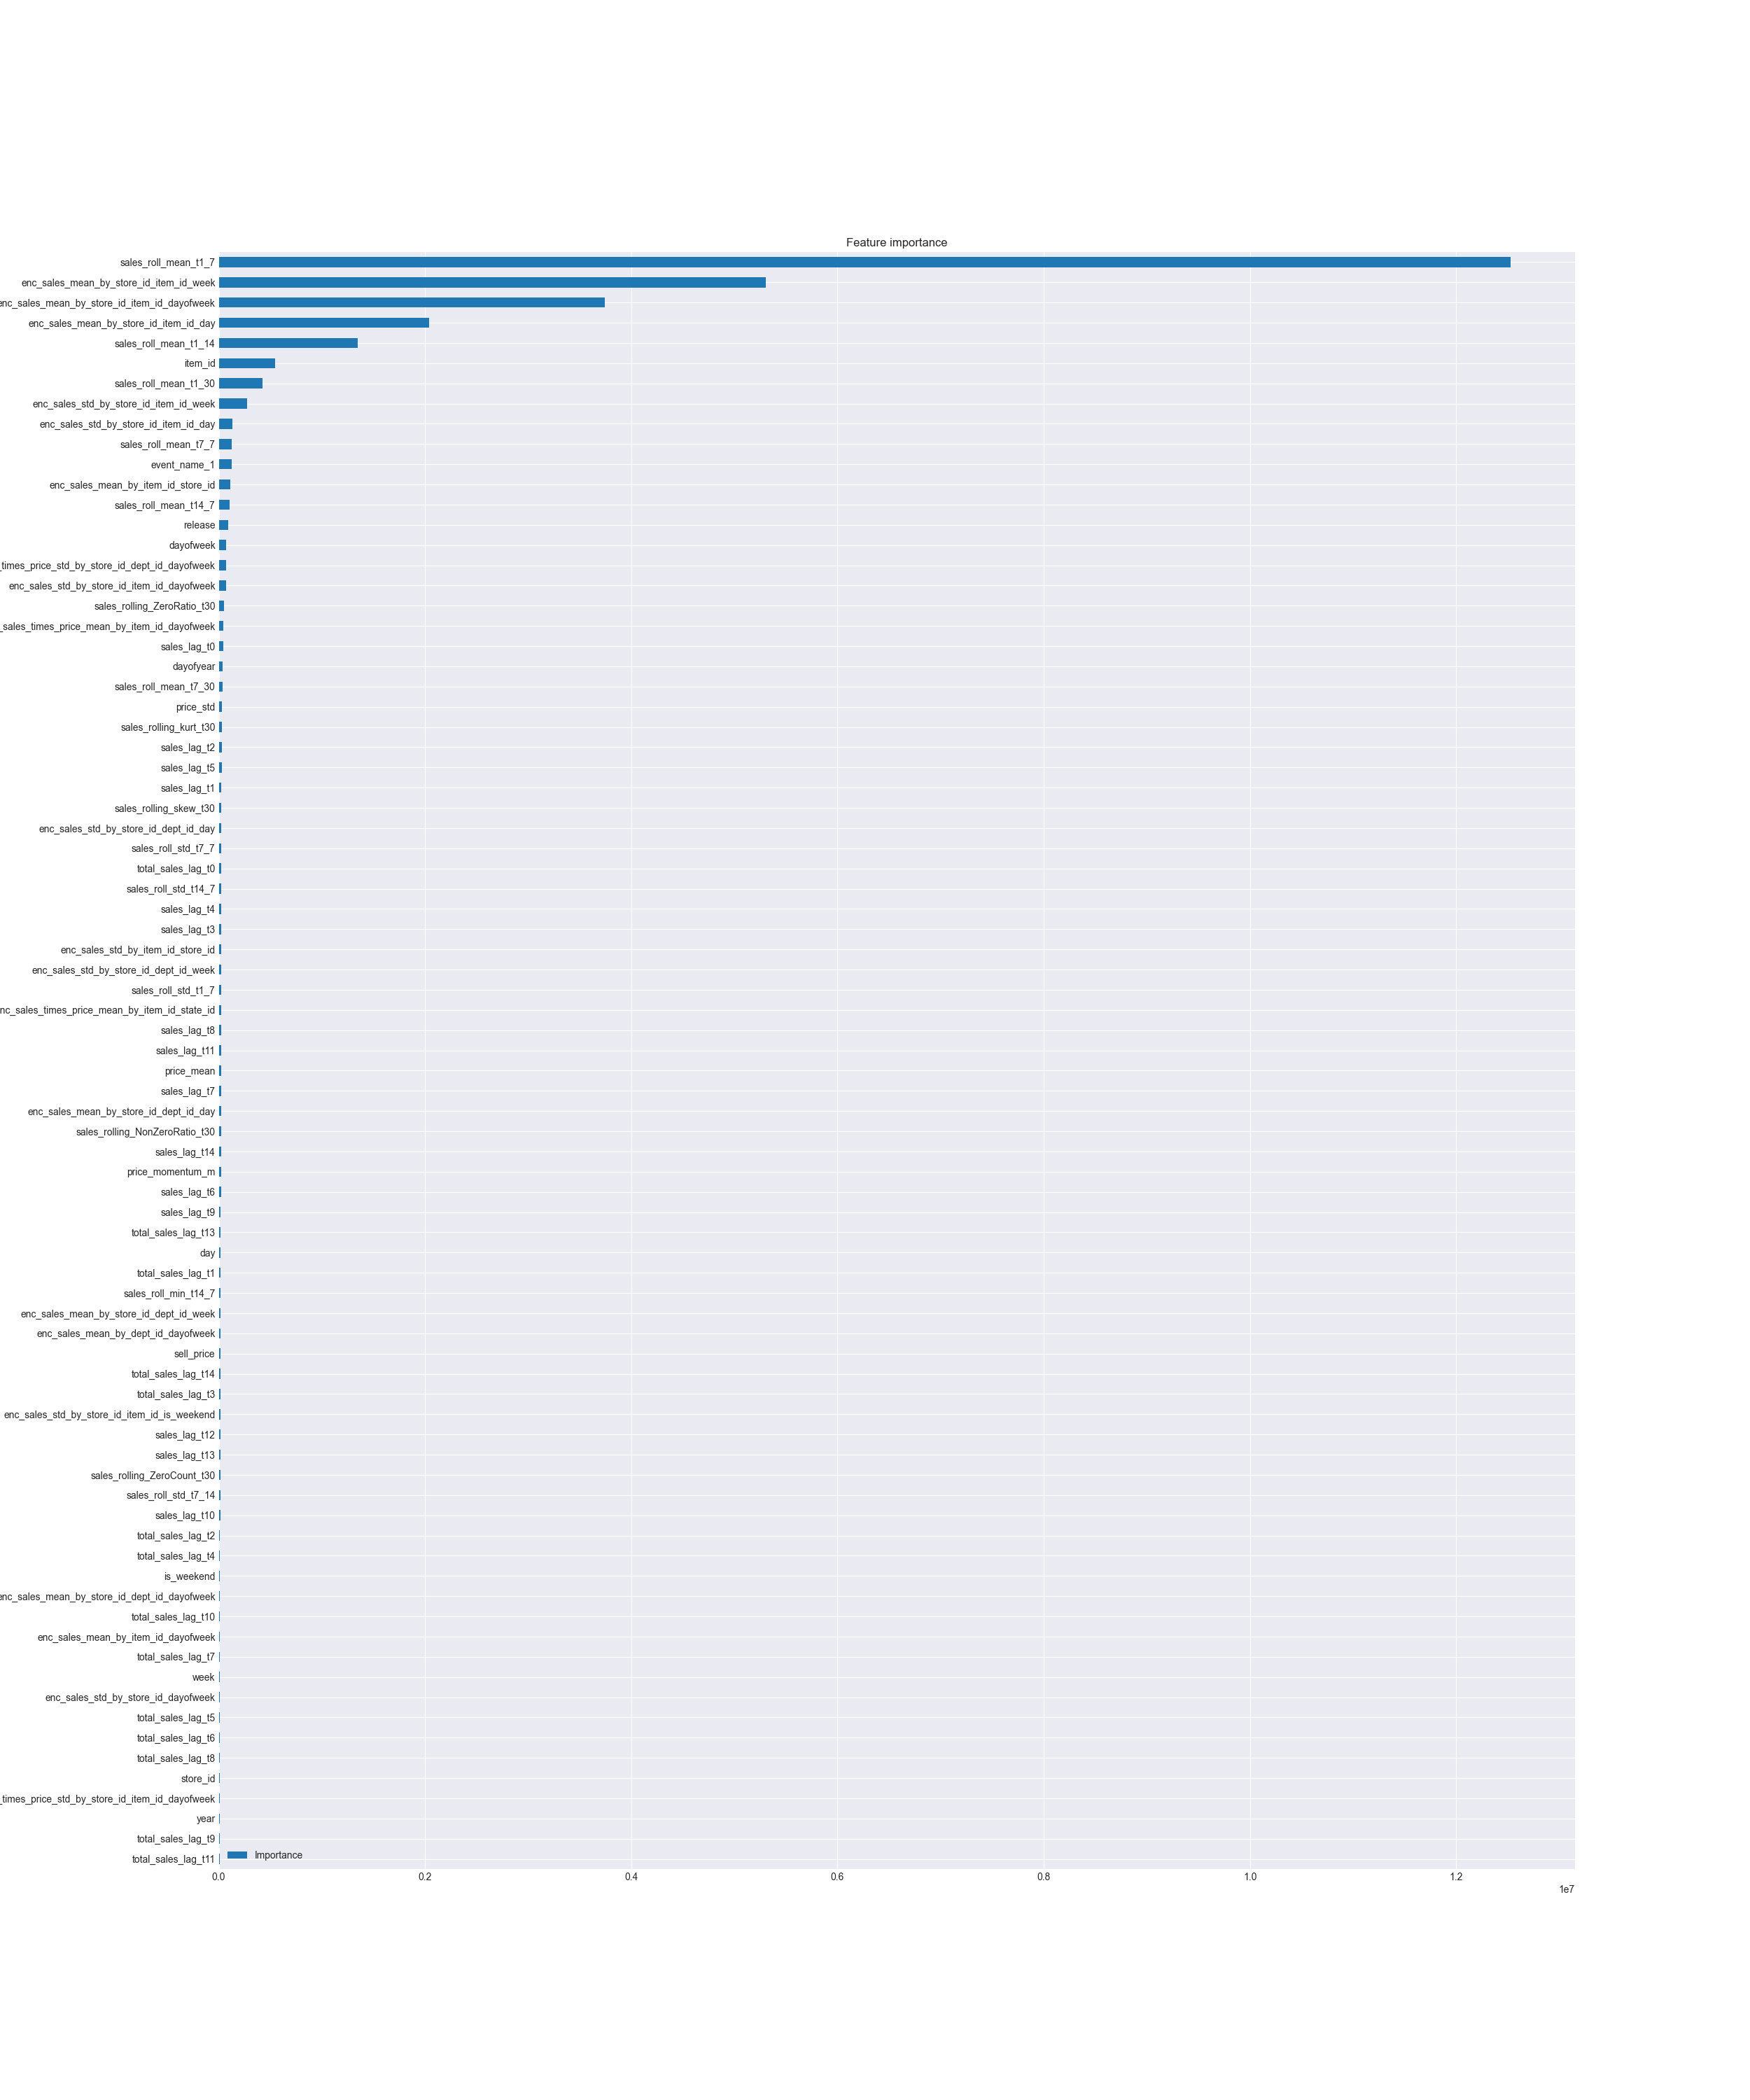 Feature importance
sales_roll_mean_t1_7
enc_sales_mean_by_store_id_item_id_week
enc_sales_mean_by_store_id_item_id_dayofweek
enc_sales_mean_by_store_id_item_id_day
sales_roll_mean_t1_14
item_id
sales_roll_mean_t1_30
enc_sales_std_by_store_id_item_id_week
enc_sales_std_by_store_id_item_id_day
sales_roll_mean_t7_7
event_name_1
enc_sales_mean_by_item_id_store_id
sales_roll_mean_t14_7
release
dayofweek
_times_price_std_by_store_id_dept_id_dayofweek
enc_sales_std_by_store_id_item_id_dayofweek
sales_rolling_ZeroRatio_t30
_sales_times_price_mean_by_item_id_dayofweek
sales_lag_t0
dayofyear
sales_roll_mean_t7_30
price_std
sales_rolling_kurt_t30
sales_lag_t2
sales_lag_t5
sales_lag_t1
sales_rolling_skew_t30
enc_sales_std_by_store_id_dept_id_day
sales_roll_std_t7_7
total_sales_lag_t0
sales_roll_std_t14_7
sales_lag_t4
sales_lag_t3
enc_sales_std_by_item_id_store_id
enc_sales_std_by_store_id_dept_id_week
sales_roll_std_t1_7
nc_sales_times_price_mean_by_item_id_state_id
sales_lag_t8
sales_lag_t11
price_mean
sales_lag_t7
enc_sales_mean_by_store_id_dept_id_day
sales_rolling_NonZeroRatio_t30
sales_lag_t14
price_momentum_m
sales_lag_t6
sales_lag_t9
total_sales_lag_t13
day
total_sales_lag_t1
sales_roll_min_t14_7
enc_sales_mean_by_store_id_dept_id_week
enc_sales_mean_by_dept_id_dayofweek
sell_price
total_sales_lag_t14
total_sales_lag_t3
enc_sales_std_by_store_id_item_id_is_weekend
sales_lag_t12
sales_lag_t13
sales_rolling_ZeroCount_t30
sales_roll_std_t7_14
sales_lag_t10
total_sales_lag_t2
total_sales_lag_t4
is_weekend
enc_sales_mean_by_store_id_dept_id_dayofweek
total_sales_lag_t10
enc_sales_mean_by_item_id_dayofweek
total_sales_lag_t7
week
enc_sales_std_by_store_id_dayofweek
total_sales_lag_t5
total_sales_lag_t6
total_sales_lag_t8
store_id
_times_price_std_by_store_id_item_id_dayofweek
year
total_sales_lag_t9
total_sales_lag_t11
Importance
0.0 0.2 0.4 0.6 0.8 1.0 1.2
1e7